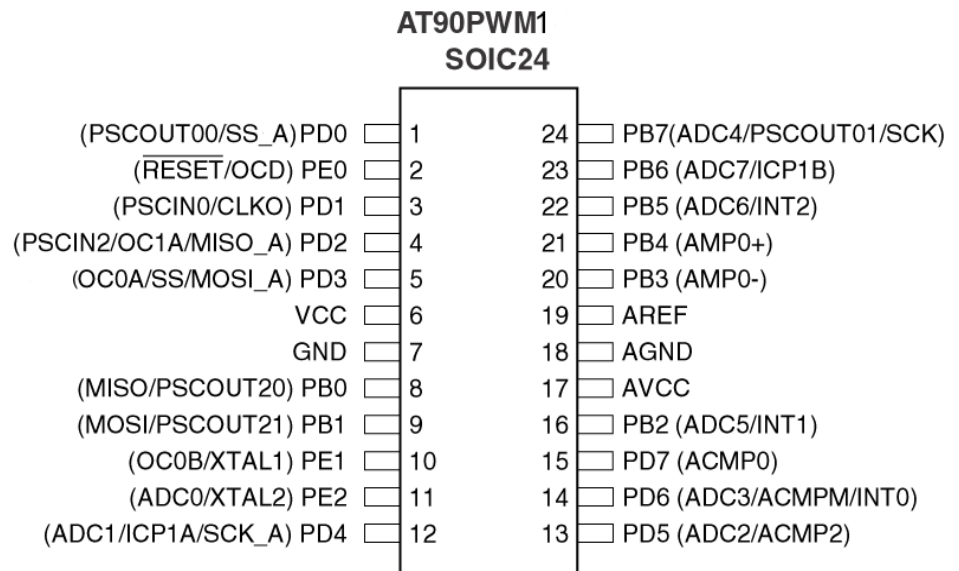 AT90PWM1
SOIC24
(PSCOUT00/SS_A)PD0 1 24 PB7(ADC4/PSCOUT01/SCK)
(RESET/OCD) PE0 2 23 PB6 (ADC7/ICP1B)
(PSCIN0/CLKO) PD1 3 22 PB5 (ADC6/INT2)
(PSCIN2/OC1A/MISO_A) PD2 4 21 PB4 (AMP0+)
(OC0A/SS/MOSI_A) PD3 5 20 PB3 (AMP0-)
VCC 6 19 AREF
GND 7 18 AGND
(MISO/PSCOUT20) PB0 8 17 AVCC
(MOSI/PSCOUT21) PB1 9 16 PB2 (ADC5/INT1)
(OC0B/XTAL1) PE1 10 15 PD7 (ACMP0)
(ADC0/XTAL2) PE2 11 14 PD6 (ADC3/ACMPM/INT0)
(ADC1/ICP1A/SCK_A) PD4 12 13 PD5 (ADC2/ACMP2)